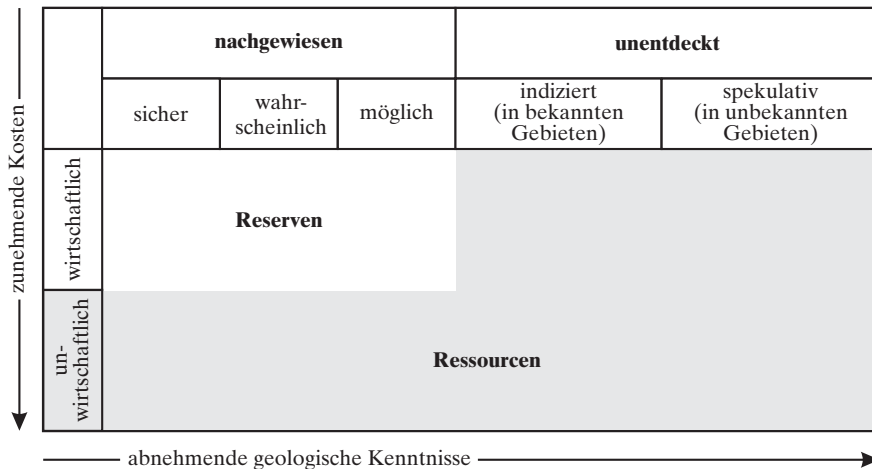 nachgewiesen
unentdeckt
sicher
wahr-
scheinlich
möglich
indiziert
(in bekannten
Gebieten)
spekulativ
(in unbekannten
Gebieten)
zunehmende Kosten
wirtschaftlich
Reserven
un-
wirtschaftlich
Ressourcen
abnehmende geologische Kenntnisse